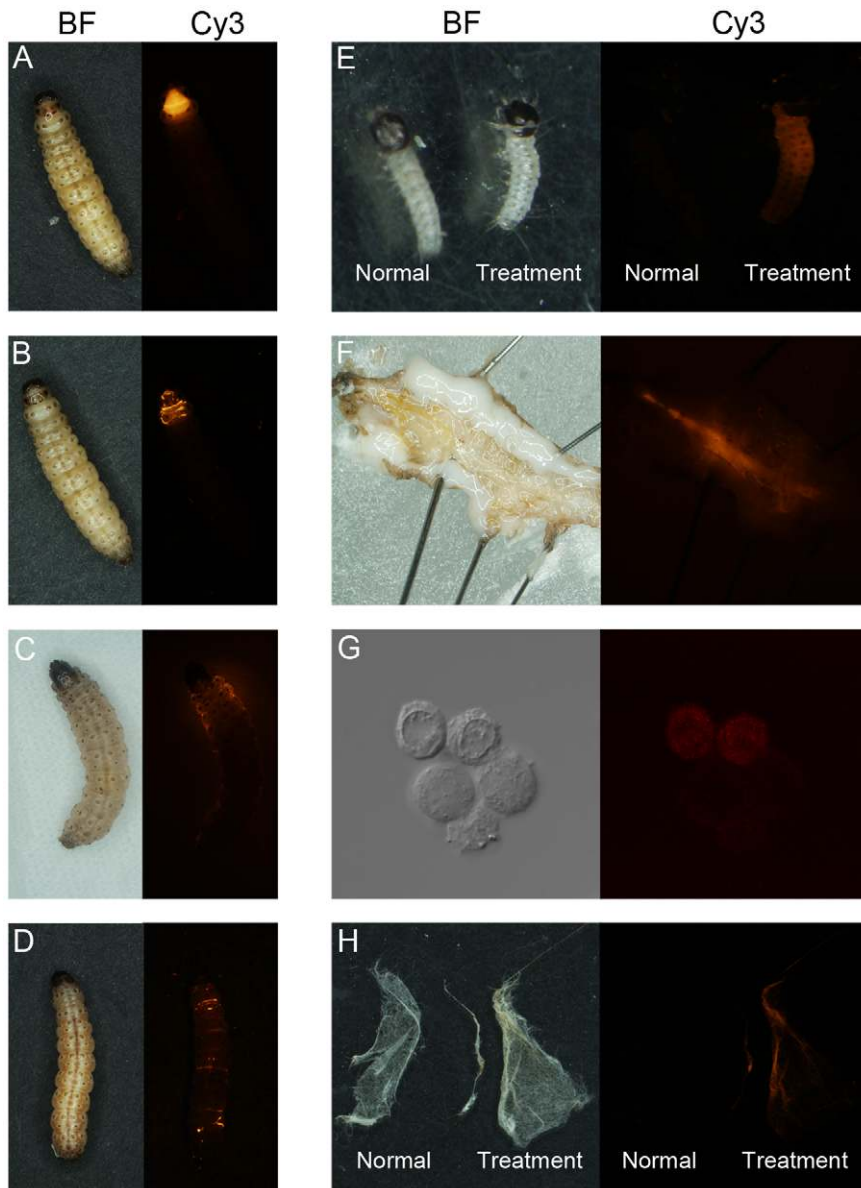 BF Cy3 BF Cy3
A E
Normal Treatment Normal Treatment
B F
C G
D H
Normal Treatment Normal Treatment